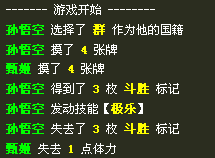 ------- 游戏开始 --------
孙悟空 选择了 群 作为他的国籍
孙悟空 摸了 4 张牌
甄姬 摸了 4 张牌
孙悟空 得到了 3 枚 斗胜 标记
孙悟空 发动技能【极乐】
孙悟空 失去了 3 枚 斗胜 标记
甄姬 失去 1 点体力